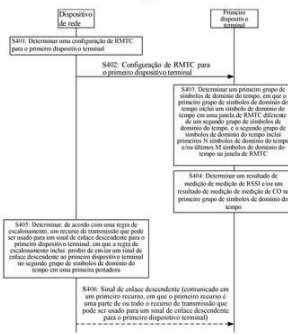 Dispositivo
de rede
Primeiro
dispositivo
terminal
S401: Determinar uma configuração de RMTC
para o primeiro dispositivo terminal
S402: Configuração de RMTC para
o primeiro dispositivo terminal
S403: Determinar um primeiro grupo de
símbolos de domínio do tempo, em que o
primeiro grupo de símbolos de domínio do
tempo inclui um símbolo de domínio do
tempo em uma janela de RMTC diferente
de um segundo grupo de símbolos de
domínio do tempo, e o segundo grupo de
símbolos de domínio do tempo inclui
primeiros N símbolos de domínio do tempo
e/ou últimos M símbolos de domínio do
tempo na janela de RMTC
S404: Determinar um resultado de
medição de medição de RSSI e/ou um
resultado de medição de medição de CO no
primeiro grupo de símbolos de domínio do
tempo
S405: Determinar, de acordo com uma regra de
escalonamento, um recurso de transmissão que pode
ser usado para um sinal de enlace descendente para o
primeiro dispositivo terminal, em que a regra de
escalonamento inclui: proibir de enviar um sinal de
enlace descendente ao primeiro dispositivo terminal
no segundo grupo de símbolos de domínio do
tempo em uma primeira portadora
S406: Sinal de enlace descendente (comunicado em
um primeiro recurso, em que o primeiro recurso é
uma parte de ou todo o recurso de transmissão que
pode ser usado para um sinal de enlace descendente
para o primeiro dispositivo terminal)